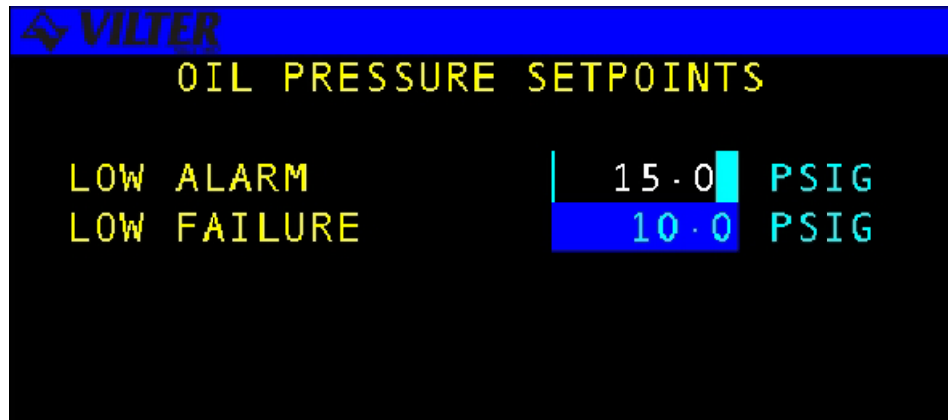 VILTER
OIL PRESSURE SETPOINTS
LOW ALARM 15.0 PSIG
LOW FAILURE 10.0 PSIG